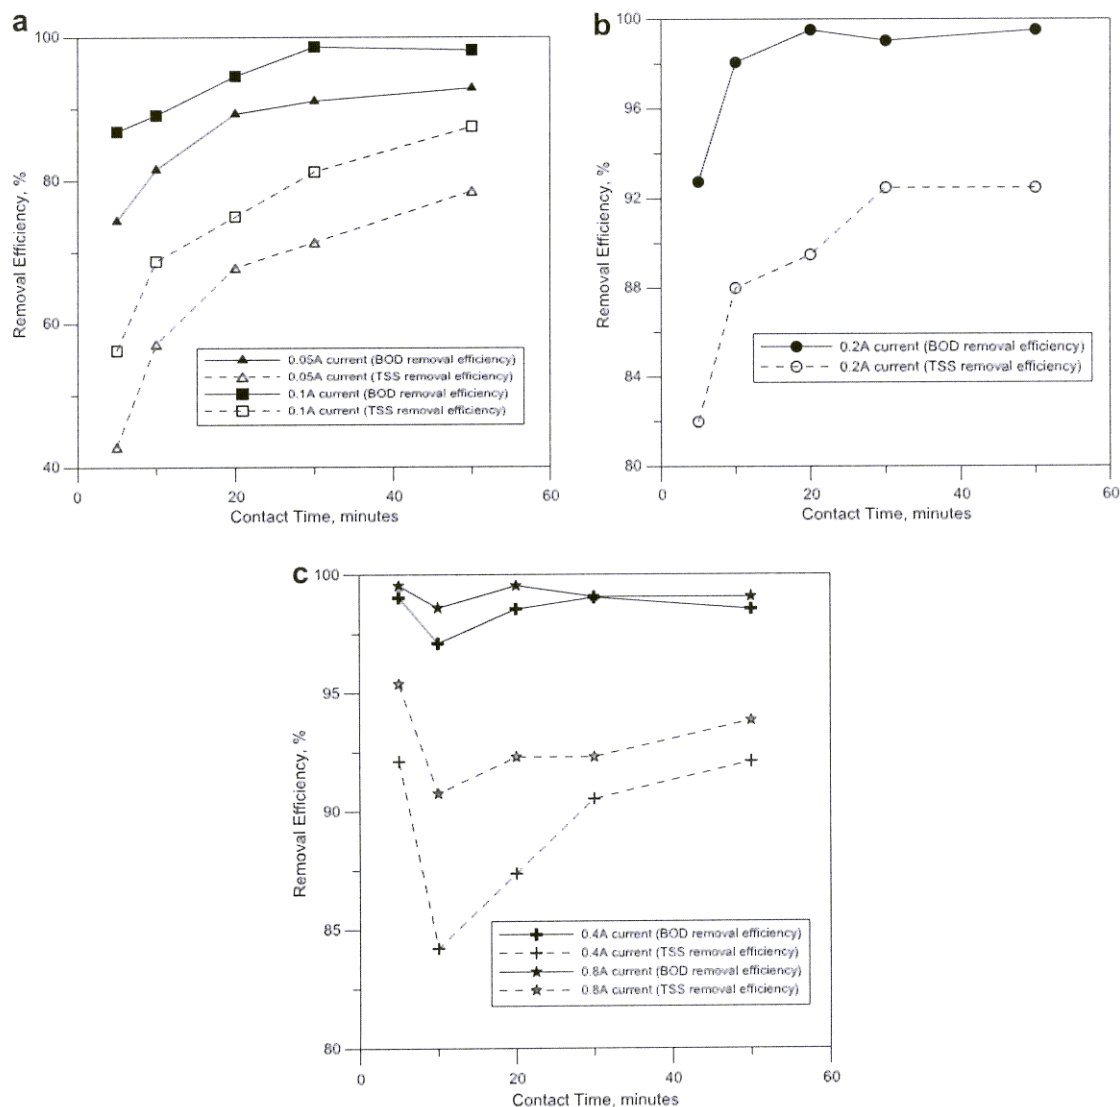 a
100
80
60
40
Removal Efficiency, %
0.05A current (BOD removal efficiency)
0.05A current (TSS removal efficiency)
0.1A current (BOD removal efficiency)
0.1A current (TSS removal efficiency)
0
20
40
60
Contact Time, minutes
b
100
96
92
88
84
80
Removal Efficiency, %
0.2A current (BOD removal efficiency)
0.2A current (TSS removal efficiency)
0
20
40
60
Contact Time, minutes
c
100
95
90
85
80
Removal Efficiency, %
0.4A current (BOD removal efficiency)
0.4A current (TSS removal efficiency)
0.8A current (BOD removal efficiency)
0.8A current (TSS removal efficiency)
0
20
40
60
Contact Time, minutes